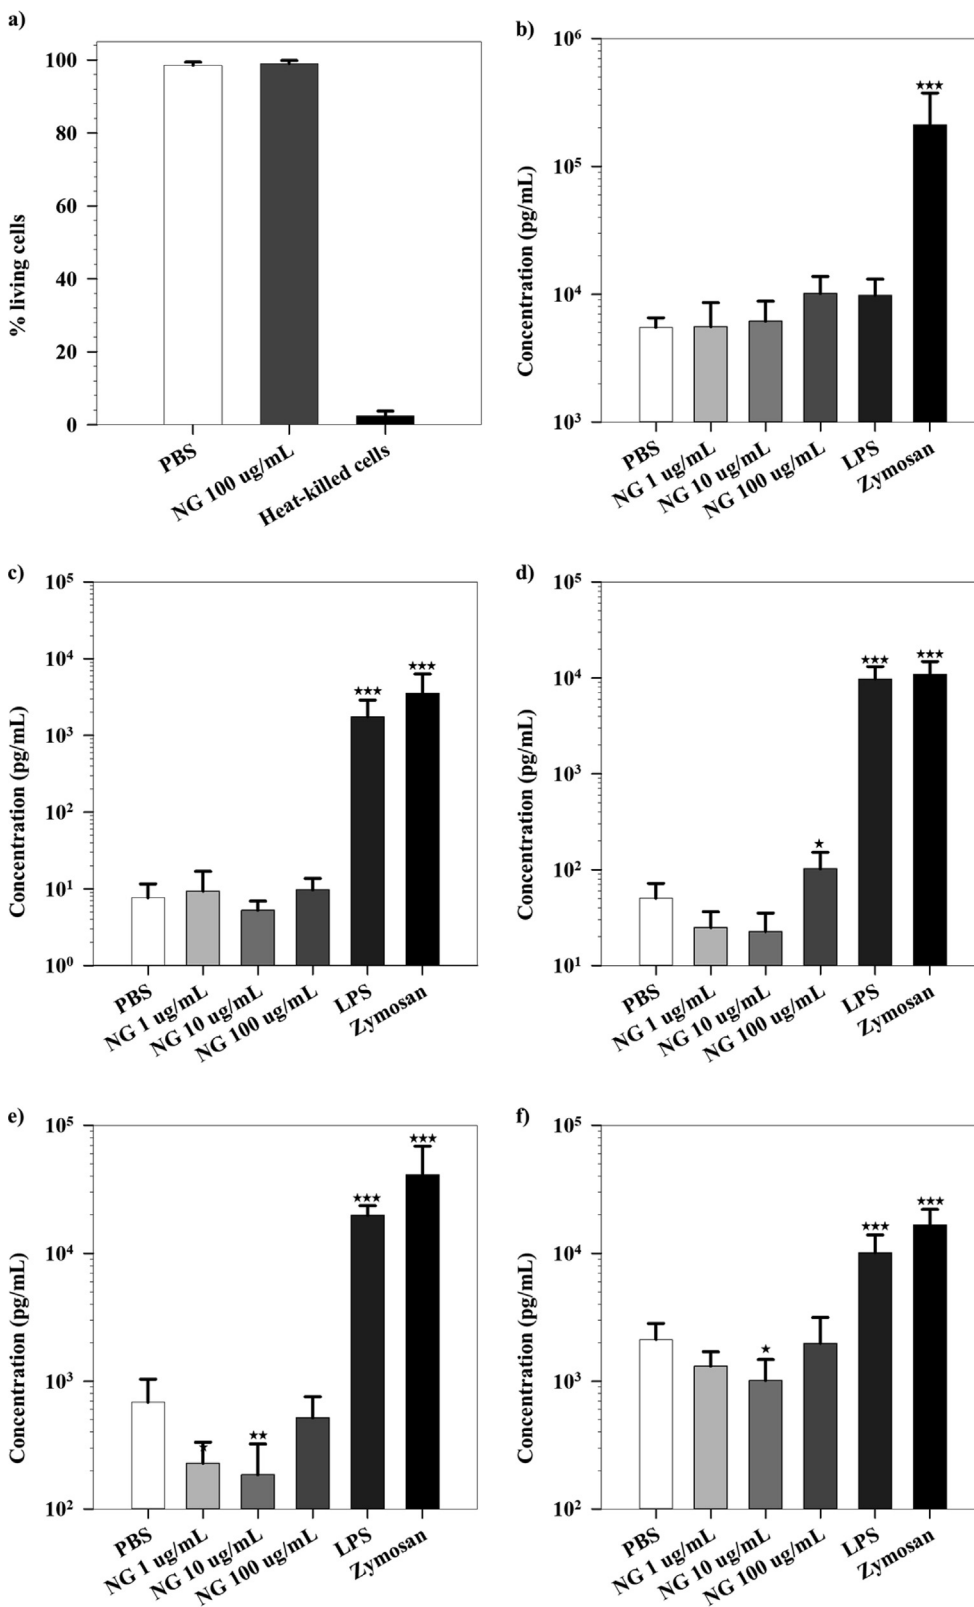 a)
% living cells
100
80
60
40
20
0
PBS
NG 100 ug/mL
Heat-killed cells
b)
Concentration (pg/mL)
10⁶
10⁵
10⁴
10³
★★★
PBS
NG 1 ug/mL
NG 10 ug/mL
NG 100 ug/mL
LPS
Zymosan
c)
Concentration (pg/mL)
10⁵
10⁴
10³
10²
10¹
10⁰
★★★
★★★
PBS
NG 1 ug/mL
NG 10 ug/mL
NG 100 ug/mL
LPS
Zymosan
d)
Concentration (pg/mL)
10⁵
10⁴
10³
10²
10¹
★
★★★
★★★
PBS
NG 1 ug/mL
NG 10 ug/mL
NG 100 ug/mL
LPS
Zymosan
e)
Concentration (pg/mL)
10⁵
10⁴
10³
10²
★
★★
★★★
★★★
PBS
NG 1 ug/mL
NG 10 ug/mL
NG 100 ug/mL
LPS
Zymosan
f)
Concentration (pg/mL)
10⁵
10⁴
10³
10²
★
★★★
★★★
PBS
NG 1 ug/mL
NG 10 ug/mL
NG 100 ug/mL
LPS
Zymosan